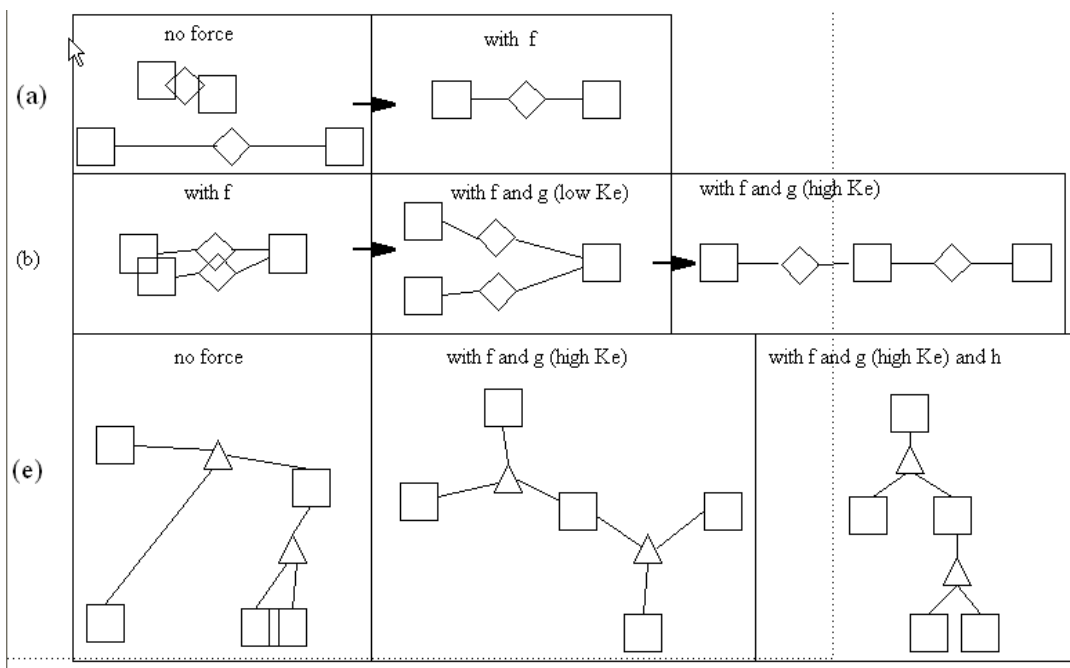 no force
with f
(a)
with f
with f and g (low Ke)
with f and g (high Ke)
(b)
no force
with f and g (high Ke)
with f and g (high Ke) and h
(e)